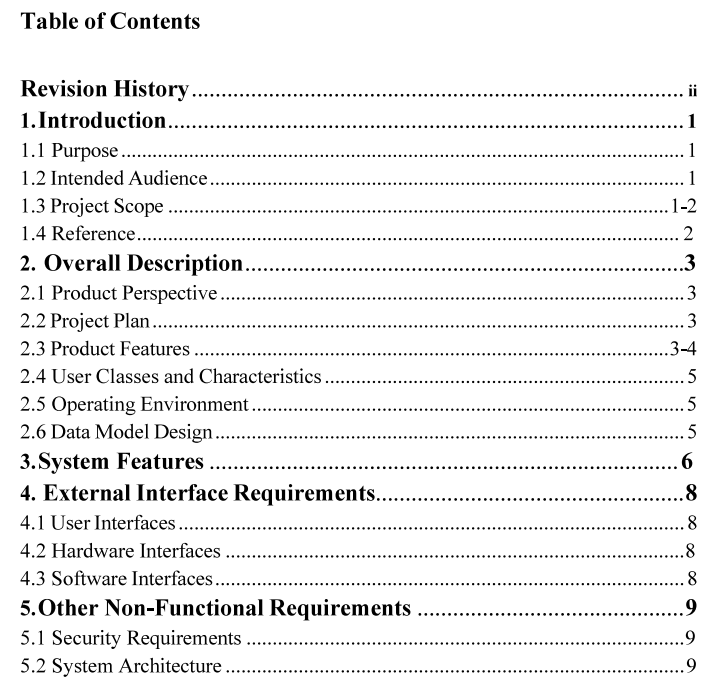 Table of Contents
Revision History........................................................................................ ii
1.Introduction............................................................................................1
1.1 Purpose....................................................................................................1
1.2 Intended Audience...................................................................................1
1.3 Project Scope ........................................................................................1-2
1.4 Reference................................................................................................. 2
2. Overall Description................................................................................3
2.1 Product Perspective .................................................................................3
2.2 Project Plan..............................................................................................3
2.3 Product Features ...................................................................................3-4
2.4 User Classes and Characteristics .............................................................5
2.5 Operating Environment ...........................................................................5
2.6 Data Model Design..................................................................................5
3.System Features .....................................................................................6
4. External Interface Requirements.........................................................8
4.1 User Interfaces.........................................................................................8
4.2 Hardware Interfaces ................................................................................8
4.3 Software Interfaces..................................................................................8
5.Other Non-Functional Requirements ..................................................9
5.1 Security Requirements ............................................................................9
5.2 System Architecture ................................................................................9